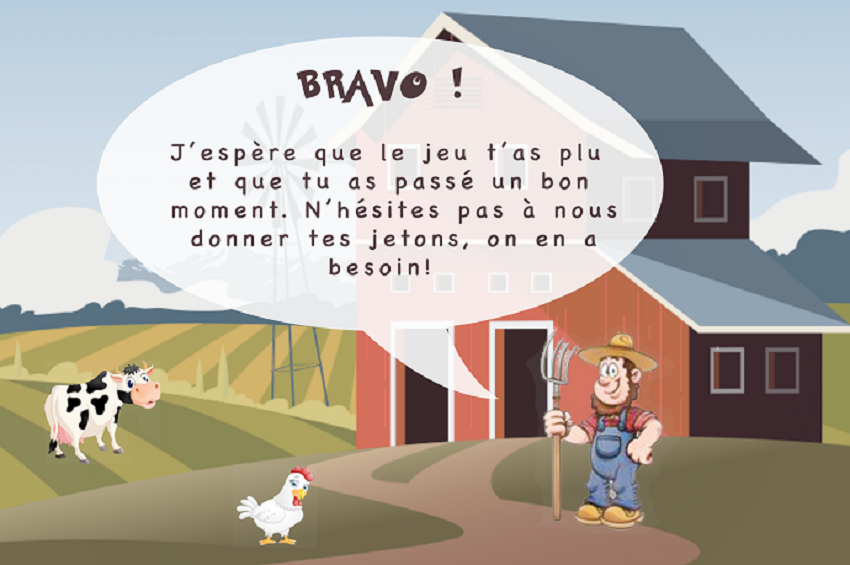 BRAVO !
J'espère que le jeu t'as plu
et que tu as passé un bon
moment. N'hésites pas à nous
donner tes jetons, on en a
besoin!